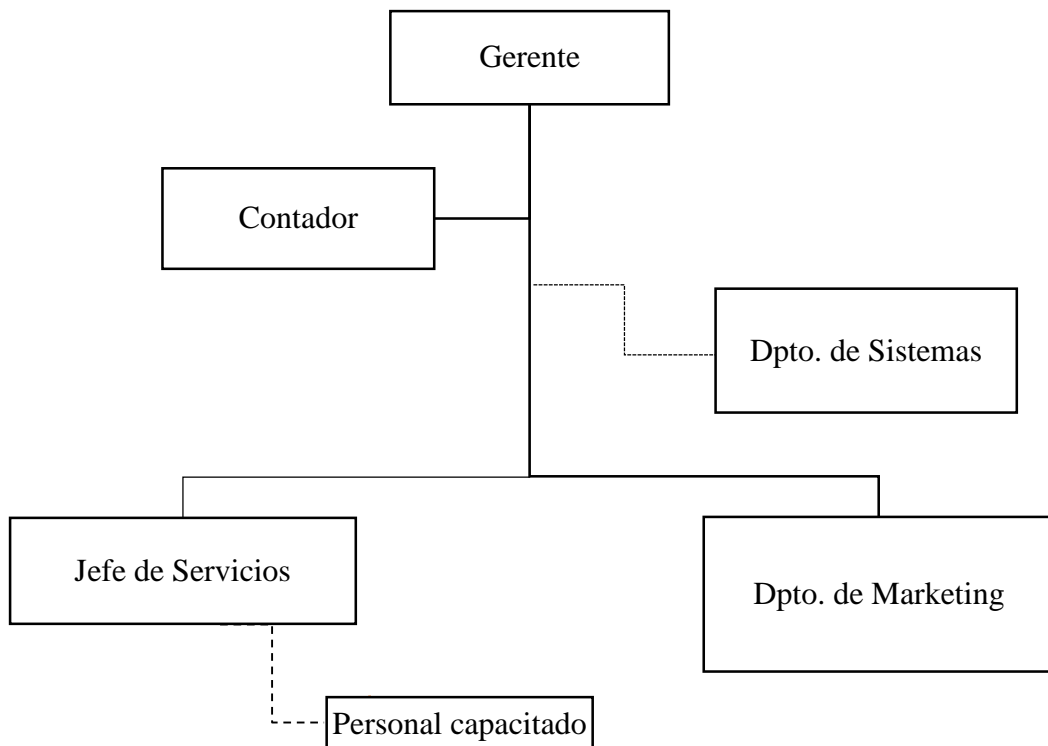 Gerente
Contador
Dpto. de Sistemas
Jefe de Servicios
Dpto. de Marketing
Personal capacitado